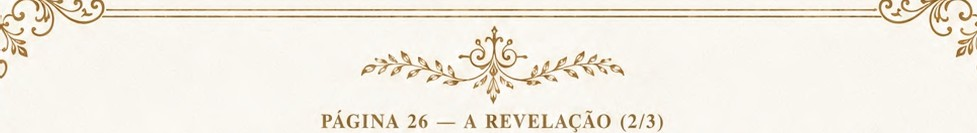 PÁGINA 26 — A REVELAÇÃO (2/3)